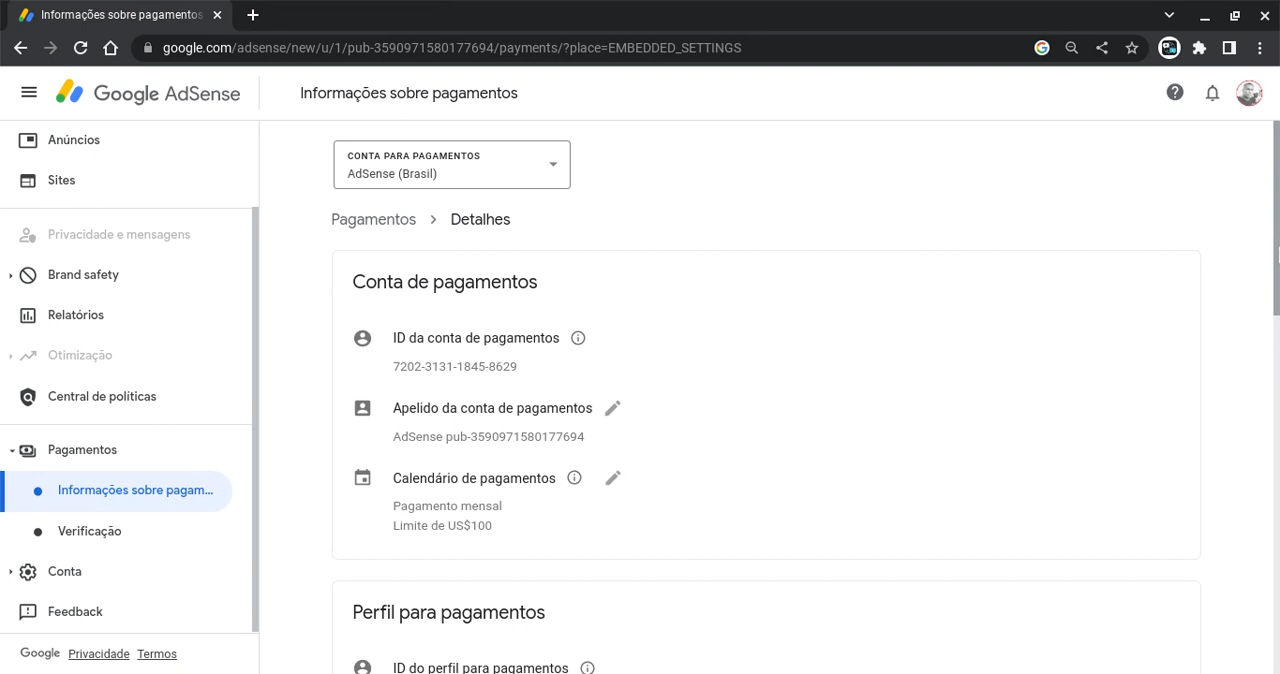 Informações sobre pagamentos
google.com/adsense/new/u/1/pub-3590971580177694/payments/?place=EMBEDDED_SETTINGS
Google AdSense
Informações sobre pagamentos
Anúncios
Sites
Privacidade e mensagens
Brand safety
Relatórios
Otimização
Central de políticas
Pagamentos
Informações sobre pagam...
Verificação
Conta
Feedback
Google Privacidade Termos
CONTA PARA PAGAMENTOS
AdSense (Brasil)
Pagamentos > Detalhes
Conta de pagamentos
ID da conta de pagamentos
7202-3131-1845-8629
Apelido da conta de pagamentos
AdSense pub-3590971580177694
Calendário de pagamentos
Pagamento mensal
Limite de US$100
Perfil para pagamentos
ID do perfil para pagamentos